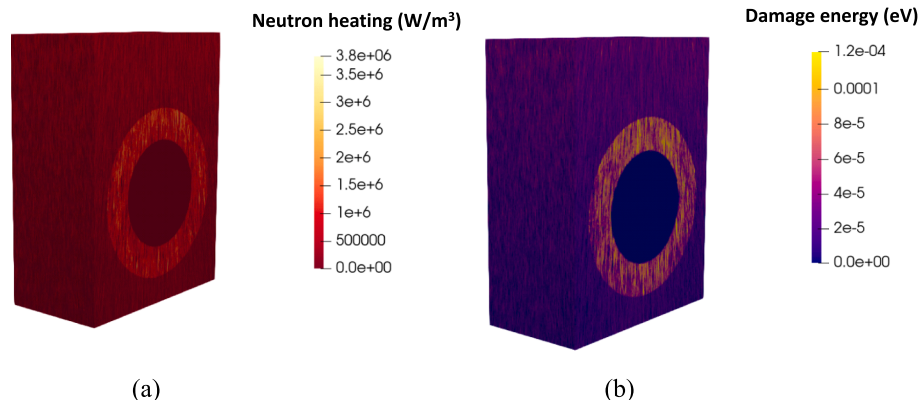 Neutron heating (W/m³)
3.8e+06
3.5e+6
3e+6
2.5e+6
2e+6
1.5e+6
1e+6
500000
0.0e+00
(a)
Damage energy (eV)
1.2e-04
0.0001
8e-5
6e-5
4e-5
2e-5
0.0e+00
(b)